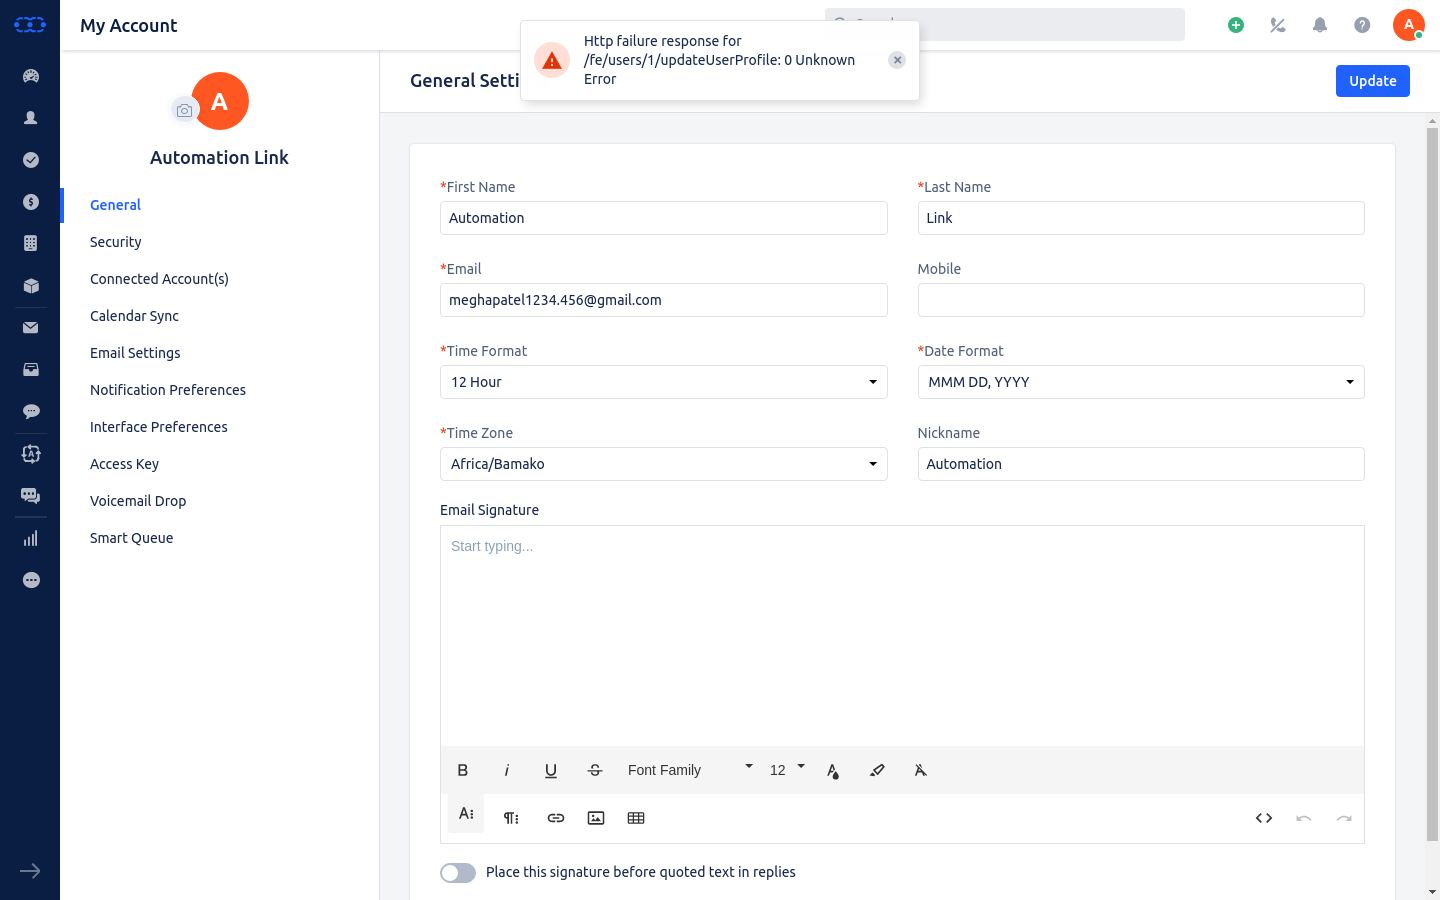 My Account
Http failure response for
/fe/users/1/updateUserProfile: 0 Unknown
Error
A
A
Automation Link
General
Security
Connected Account(s)
Calendar Sync
Email Settings
Notification Preferences
Interface Preferences
Access Key
Voicemail Drop
Smart Queue
General Setti
Update
*First Name
Automation
*Last Name
Link
*Email
meghapatel1234.456@gmail.com
Mobile
*Time Format
12 Hour
*Date Format
MMM DD, YYYY
*Time Zone
Africa/Bamako
Nickname
Automation
Email Signature
Start typing...
Font Family
12
Place this signature before quoted text in replies